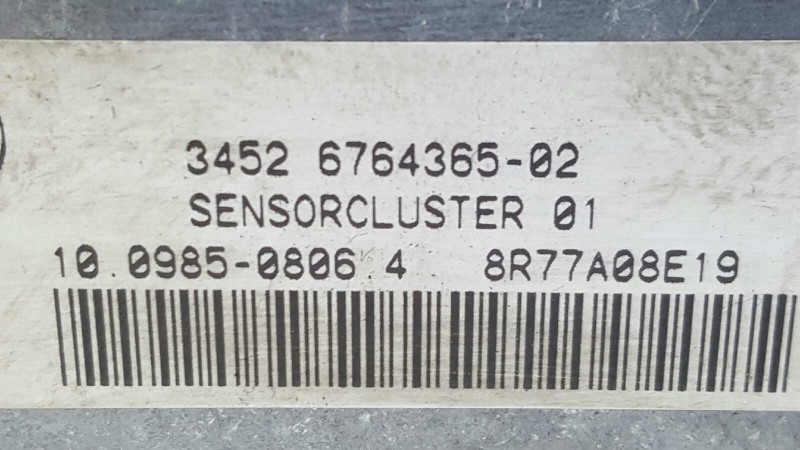 3452 6764365-02
SENSORCLUSTER 01
10.0985-0806.4 8R77A08E19